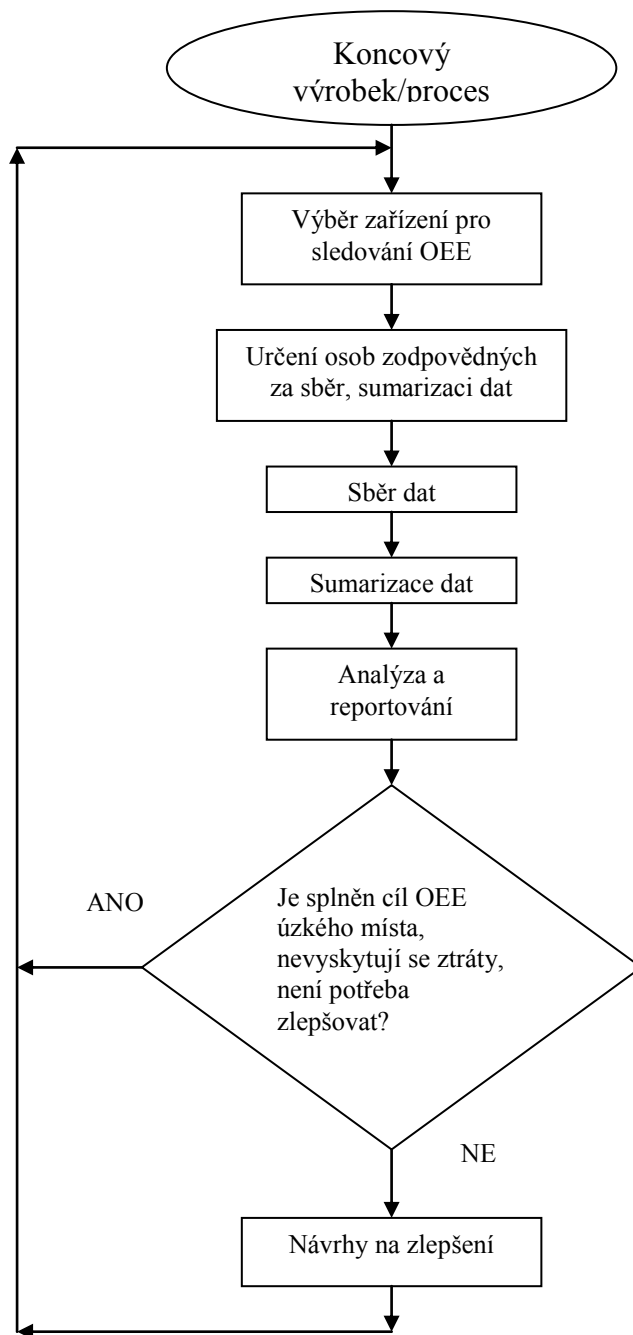 Koncový
výrobek/proces
Výběr zařízení pro
sledování OEE
Určení osob zodpovědných
za sběr, sumarizaci dat
Sběr dat
Sumarizace dat
Analýza a
reportování
ANO
Je splněn cíl OEE
úzkého místa,
nevyskytují se ztráty,
není potřeba
zlepšovat?
NE
Návrhy na zlepšení